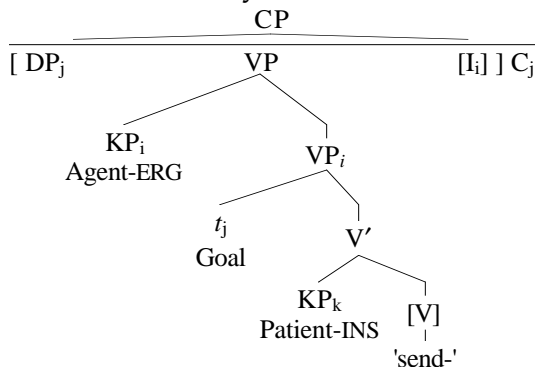 CP
[ DPj VP [Ii] ] Cj
KPi
Agent-ERG
VPi
tj
Goal
V′
KPk
Patient-INS
[V]
'send-'